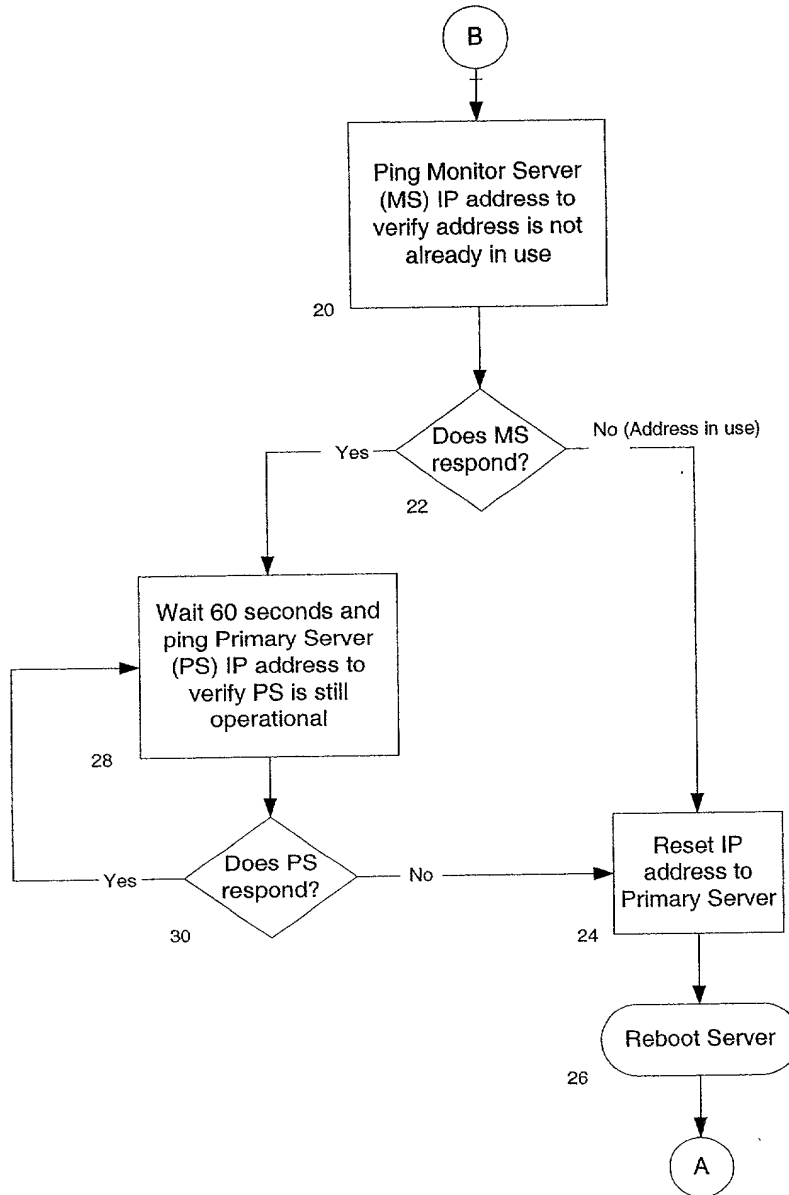 B
Ping Monitor Server
(MS) IP address to
verify address is not
already in use
20
Does MS
respond?
22
Yes
No (Address in use)
Wait 60 seconds and
ping Primary Server
(PS) IP address to
verify PS is still
operational
28
Does PS
respond?
30
Yes
No
Reset IP
address to
Primary Server
24
Reboot Server
26
A